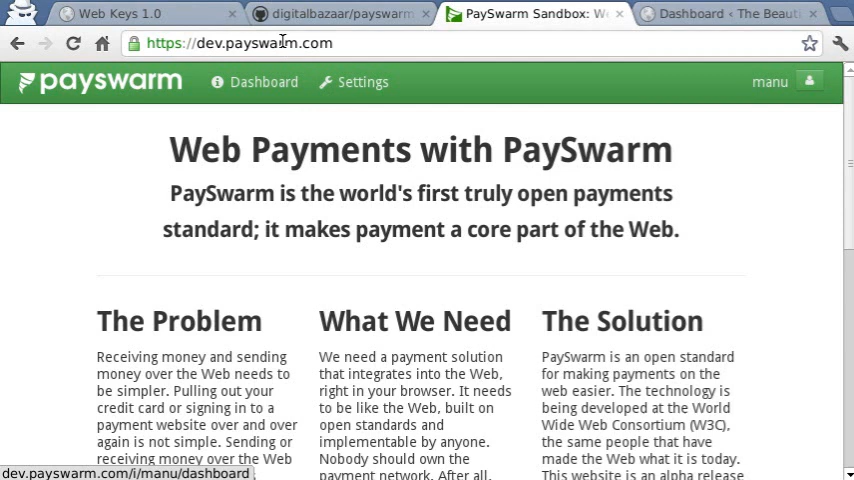 Web Keys 1.0
digitalbazaar/payswarm
PaySwarm Sandbox: W
Dashboard ‹ The Beauti
https://dev.payswarm.com
payswarm
Dashboard
Settings
manu
Web Payments with PaySwarm
PaySwarm is the world's first truly open payments
standard; it makes payment a core part of the Web.
The Problem
Receiving money and sending
money over the Web needs to
be simpler. Pulling out your
credit card or signing in to a
payment website over and over
again is not simple. Sending or
receiving money over the Web
What We Need
We need a payment solution
that integrates into the Web,
right in your browser. It needs
to be like the Web, built on
open standards and
implementable by anyone.
Nobody should own the
payment network. After all,
The Solution
PaySwarm is an open standard
for making payments on the
web easier. The technology is
being developed at the World
Wide Web Consortium (W3C),
the same people that have
made the Web what it is today.
This website is an alpha release
dev.payswarm.com/i/manu/dashboard